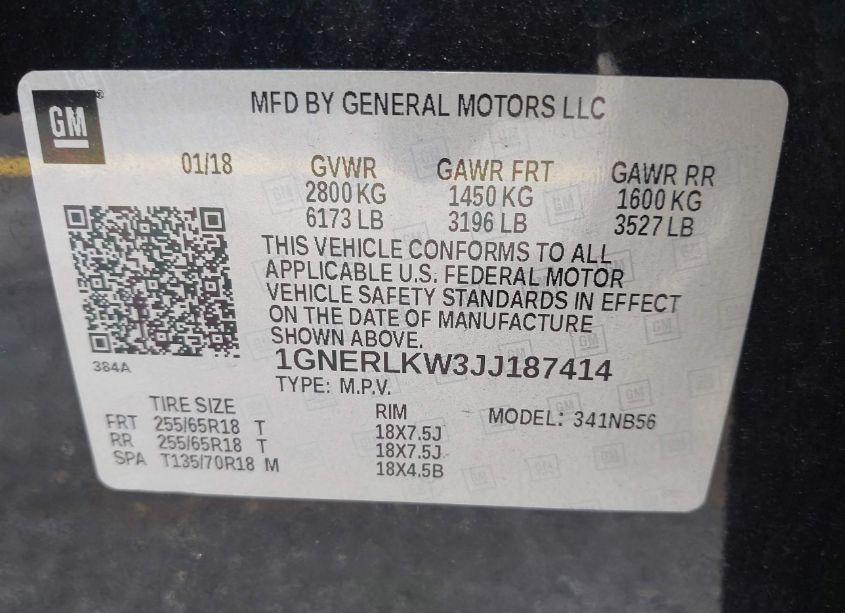 GM
MFD BY GENERAL MOTORS LLC
01/18 GVWR GAWR FRT GAWR RR
2800 KG 1450 KG 1600 KG
6173 LB 3196 LB 3527 LB
THIS VEHICLE CONFORMS TO ALL
APPLICABLE U.S. FEDERAL MOTOR
VEHICLE SAFETY STANDARDS IN EFFECT
ON THE DATE OF MANUFACTURE
SHOWN ABOVE.
384A
1GNERLKW3JJ187414
TYPE: M.P.V.
TIRE SIZE RIM MODEL: 341NB56
FRT 255/65R18 T 18X7.5J
RR 255/65R18 T 18X7.5J
SPA T135/70R18 M 18X4.5B